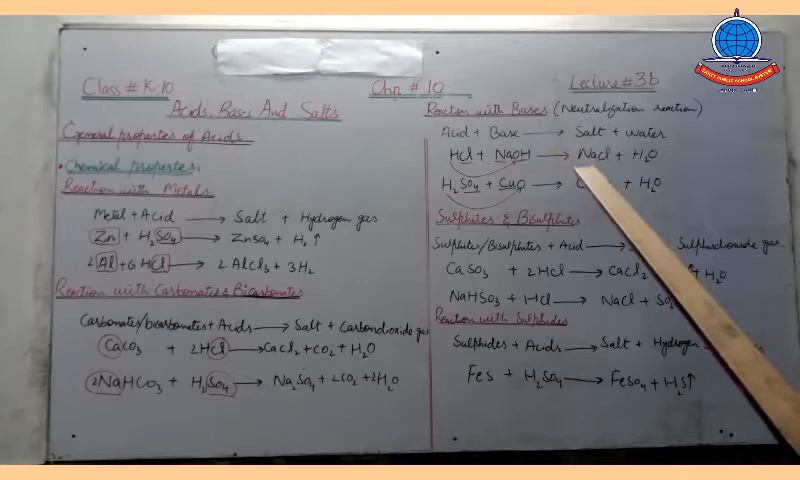 Class # K-10
Chp # 10
Lecture # 3b
Acids, Bases And Salts
General properties of Acids
Chemical properties.
Reaction with Metals
Metal + Acid → Salt + Hydrogen gas
Zn + H₂SO₄ → ZnSO₄ + H₂ ↑
2Al + 6HCl → 2AlCl₃ + 3H₂
Reaction with Carbonates & Bicarbonates
Carbonates/bicarbonates + Acids → Salt + Carbondioxide gas
CaCO₃ + 2HCl → CaCl₂ + CO₂ + H₂O
2NaHCO₃ + H₂SO₄ → Na₂SO₄ + 2CO₂ + 2H₂O
Reaction with Bases (Neutralization reaction)
Acid + Base → Salt + water
HCl + NaOH → NaCl + H₂O
H₂SO₄ + CuO → C + H₂O
Sulphites & Bisulphites
Sulphites/Bisulphites + Acid → Sulphurdioxide gas
CaSO₃ + 2HCl → CaCl₂ ↑ + H₂O
NaHSO₃ + HCl → NaCl + SO₂
Reaction with Sulphides
Sulphides + Acids → Salt + Hydrogen
FeS + H₂SO₄ → FeSO₄ + H₂S ↑